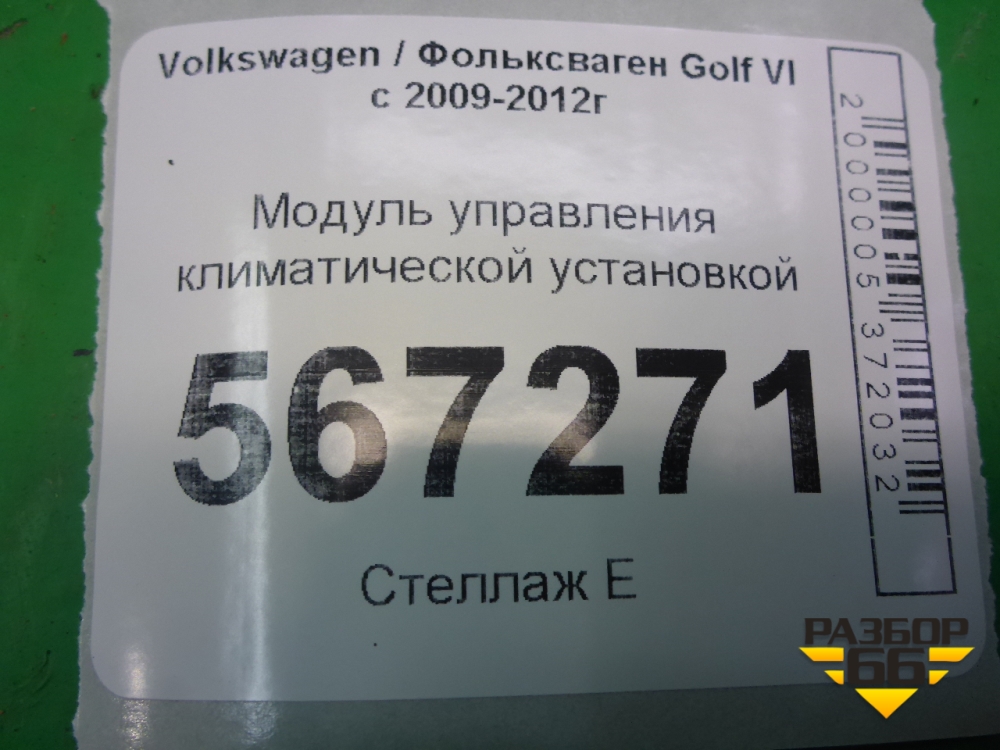 Volkswagen / Фольксваген Golf VI
с 2009-2012г
Модуль управления
климатической установкой
567271
Стеллаж Е
2000005372032
РАЗБОР
66